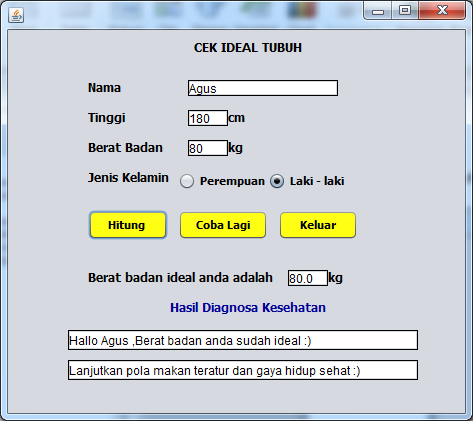 CEK IDEAL TUBUH
Nama Agus
Tinggi 180 cm
Berat Badan 80 kg
Jenis Kelamin Perempuan Laki - laki
Hitung Coba Lagi Keluar
Berat badan ideal anda adalah 80.0 kg
Hasil Diagnosa Kesehatan
Hallo Agus ,Berat badan anda sudah ideal :)
Lanjutkan pola makan teratur dan gaya hidup sehat :)